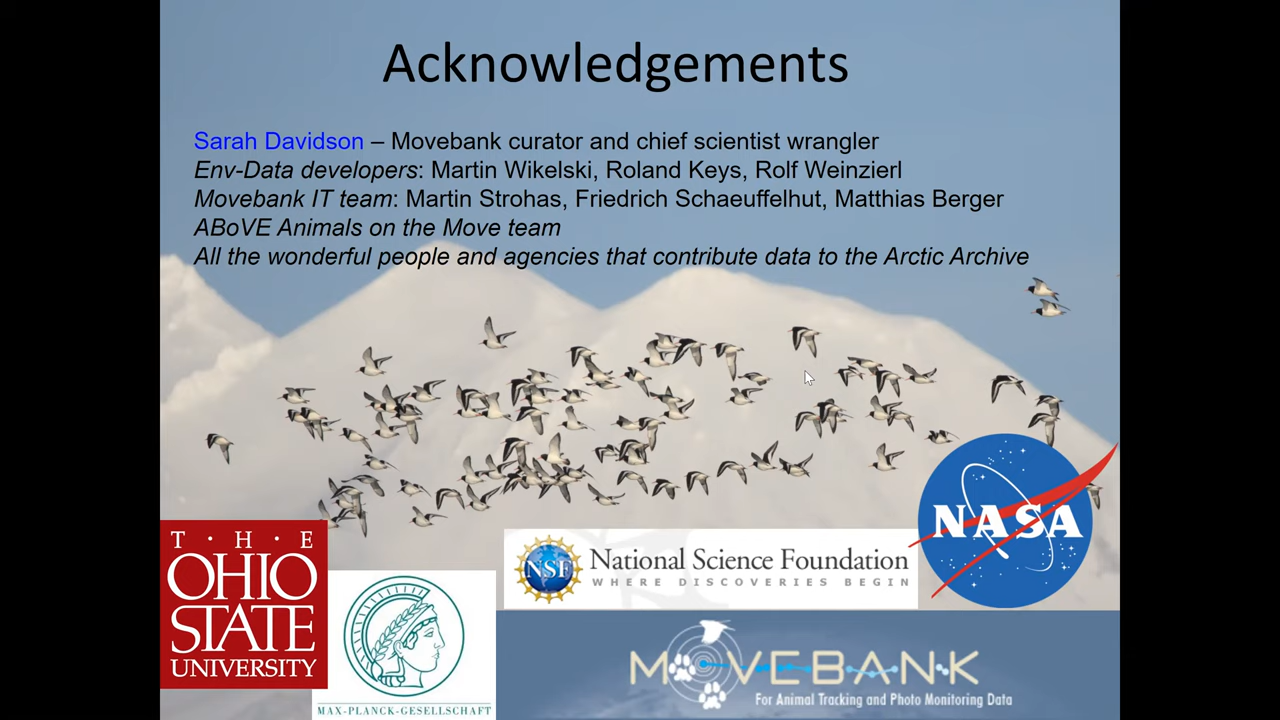 Acknowledgements
Sarah Davidson – Movebank curator and chief scientist wrangler
Env-Data developers: Martin Wikelski, Roland Keys, Rolf Weinzierl
Movebank IT team: Martin Strohas, Friedrich Schaeuffelhut, Matthias Berger
ABoVE Animals on the Move team
All the wonderful people and agencies that contribute data to the Arctic Archive
NASA
T·H·E
OHIO
STATE
UNIVERSITY
NSF
National Science Foundation
WHERE DISCOVERIES BEGIN
MAX-PLANCK-GESELLSCHAFT
MOVEBANK
For Animal Tracking and Photo Monitoring Data